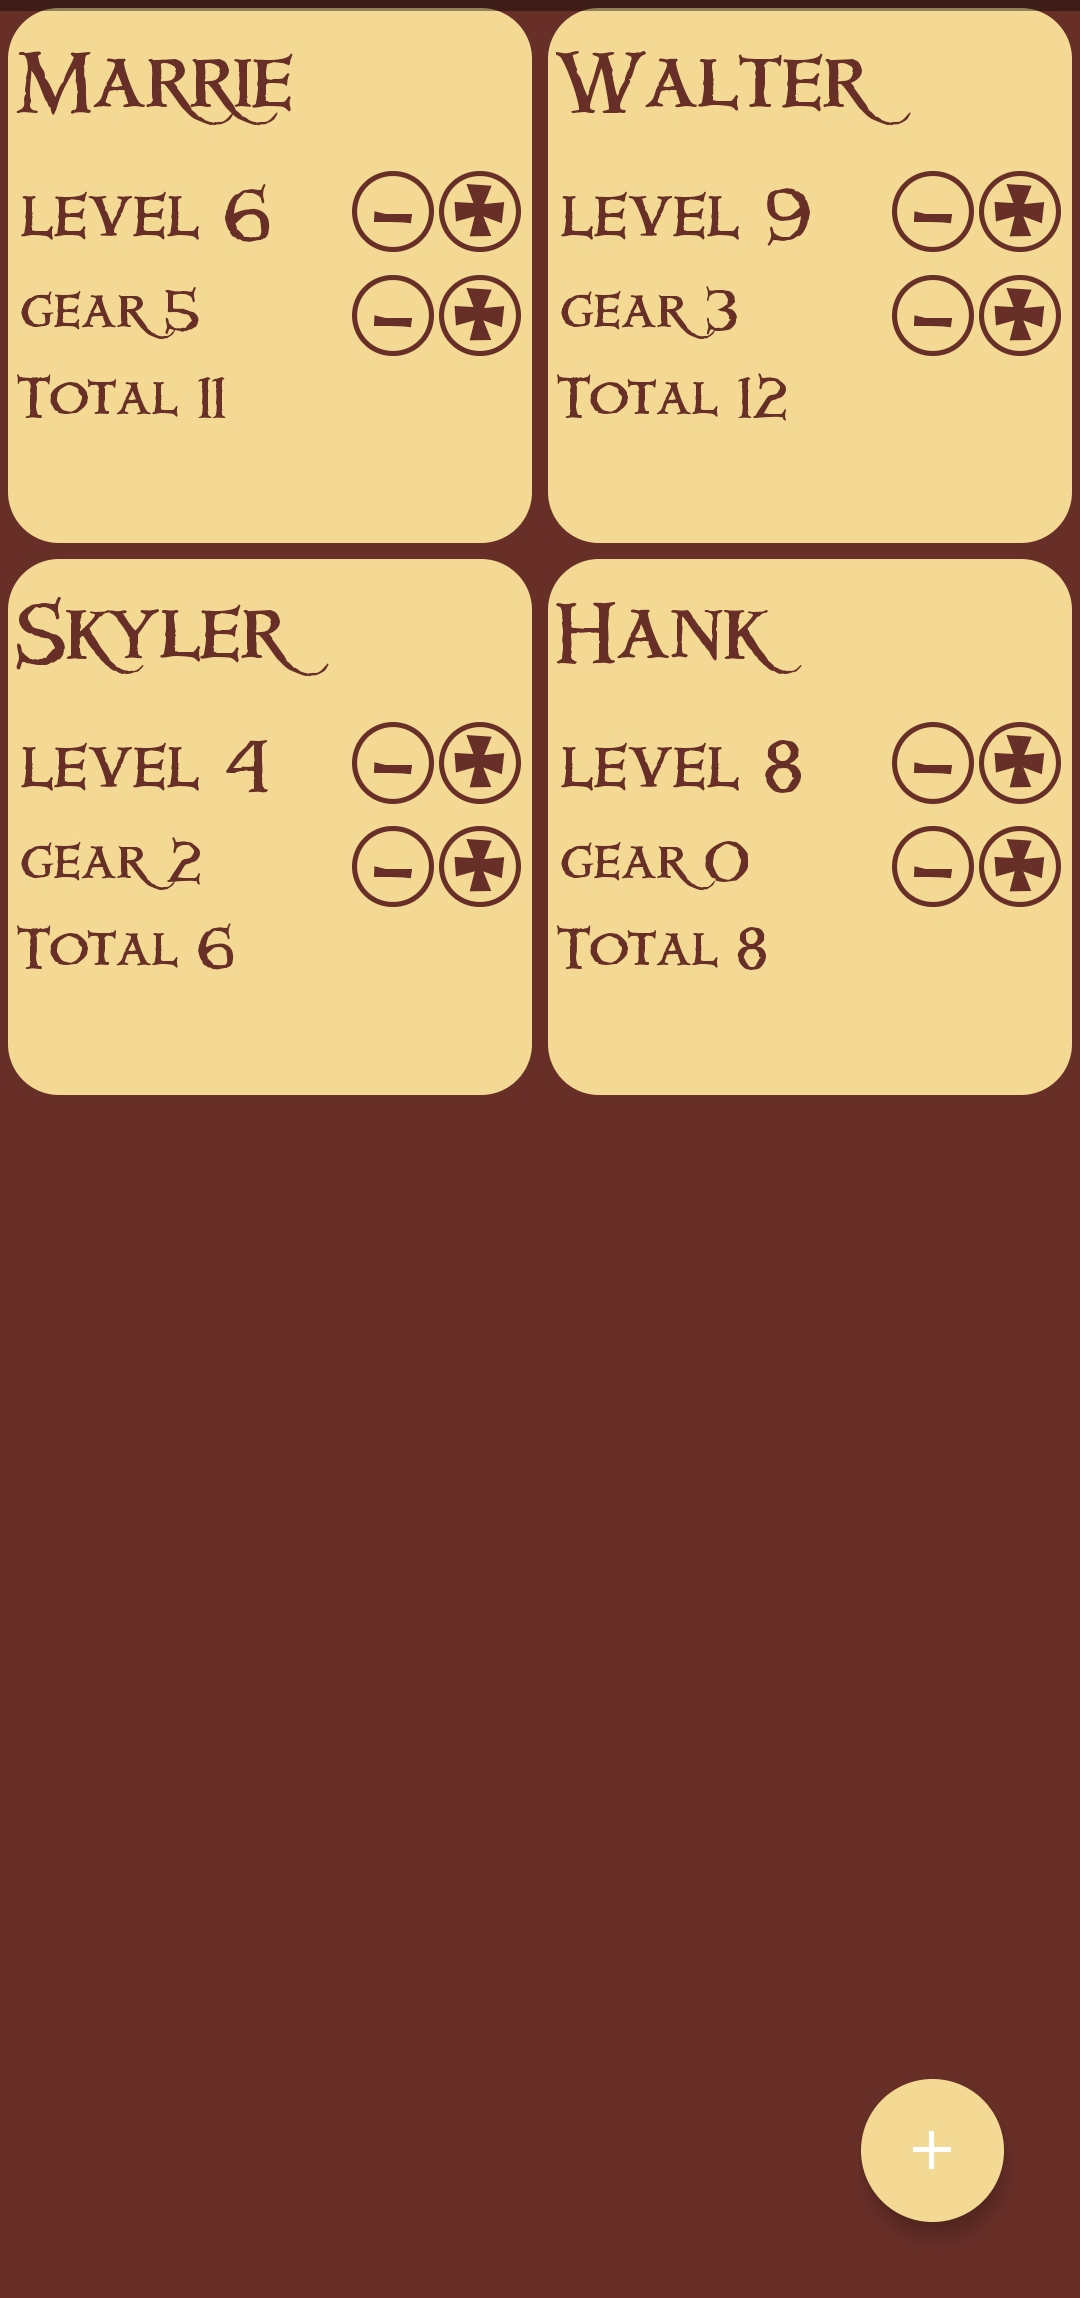 Marrie
Level 6
Gear 5
Total 11
Walter
Level 9
Gear 3
Total 12
Skyler
Level 4
Gear 2
Total 6
Hank
Level 8
Gear 0
Total 8